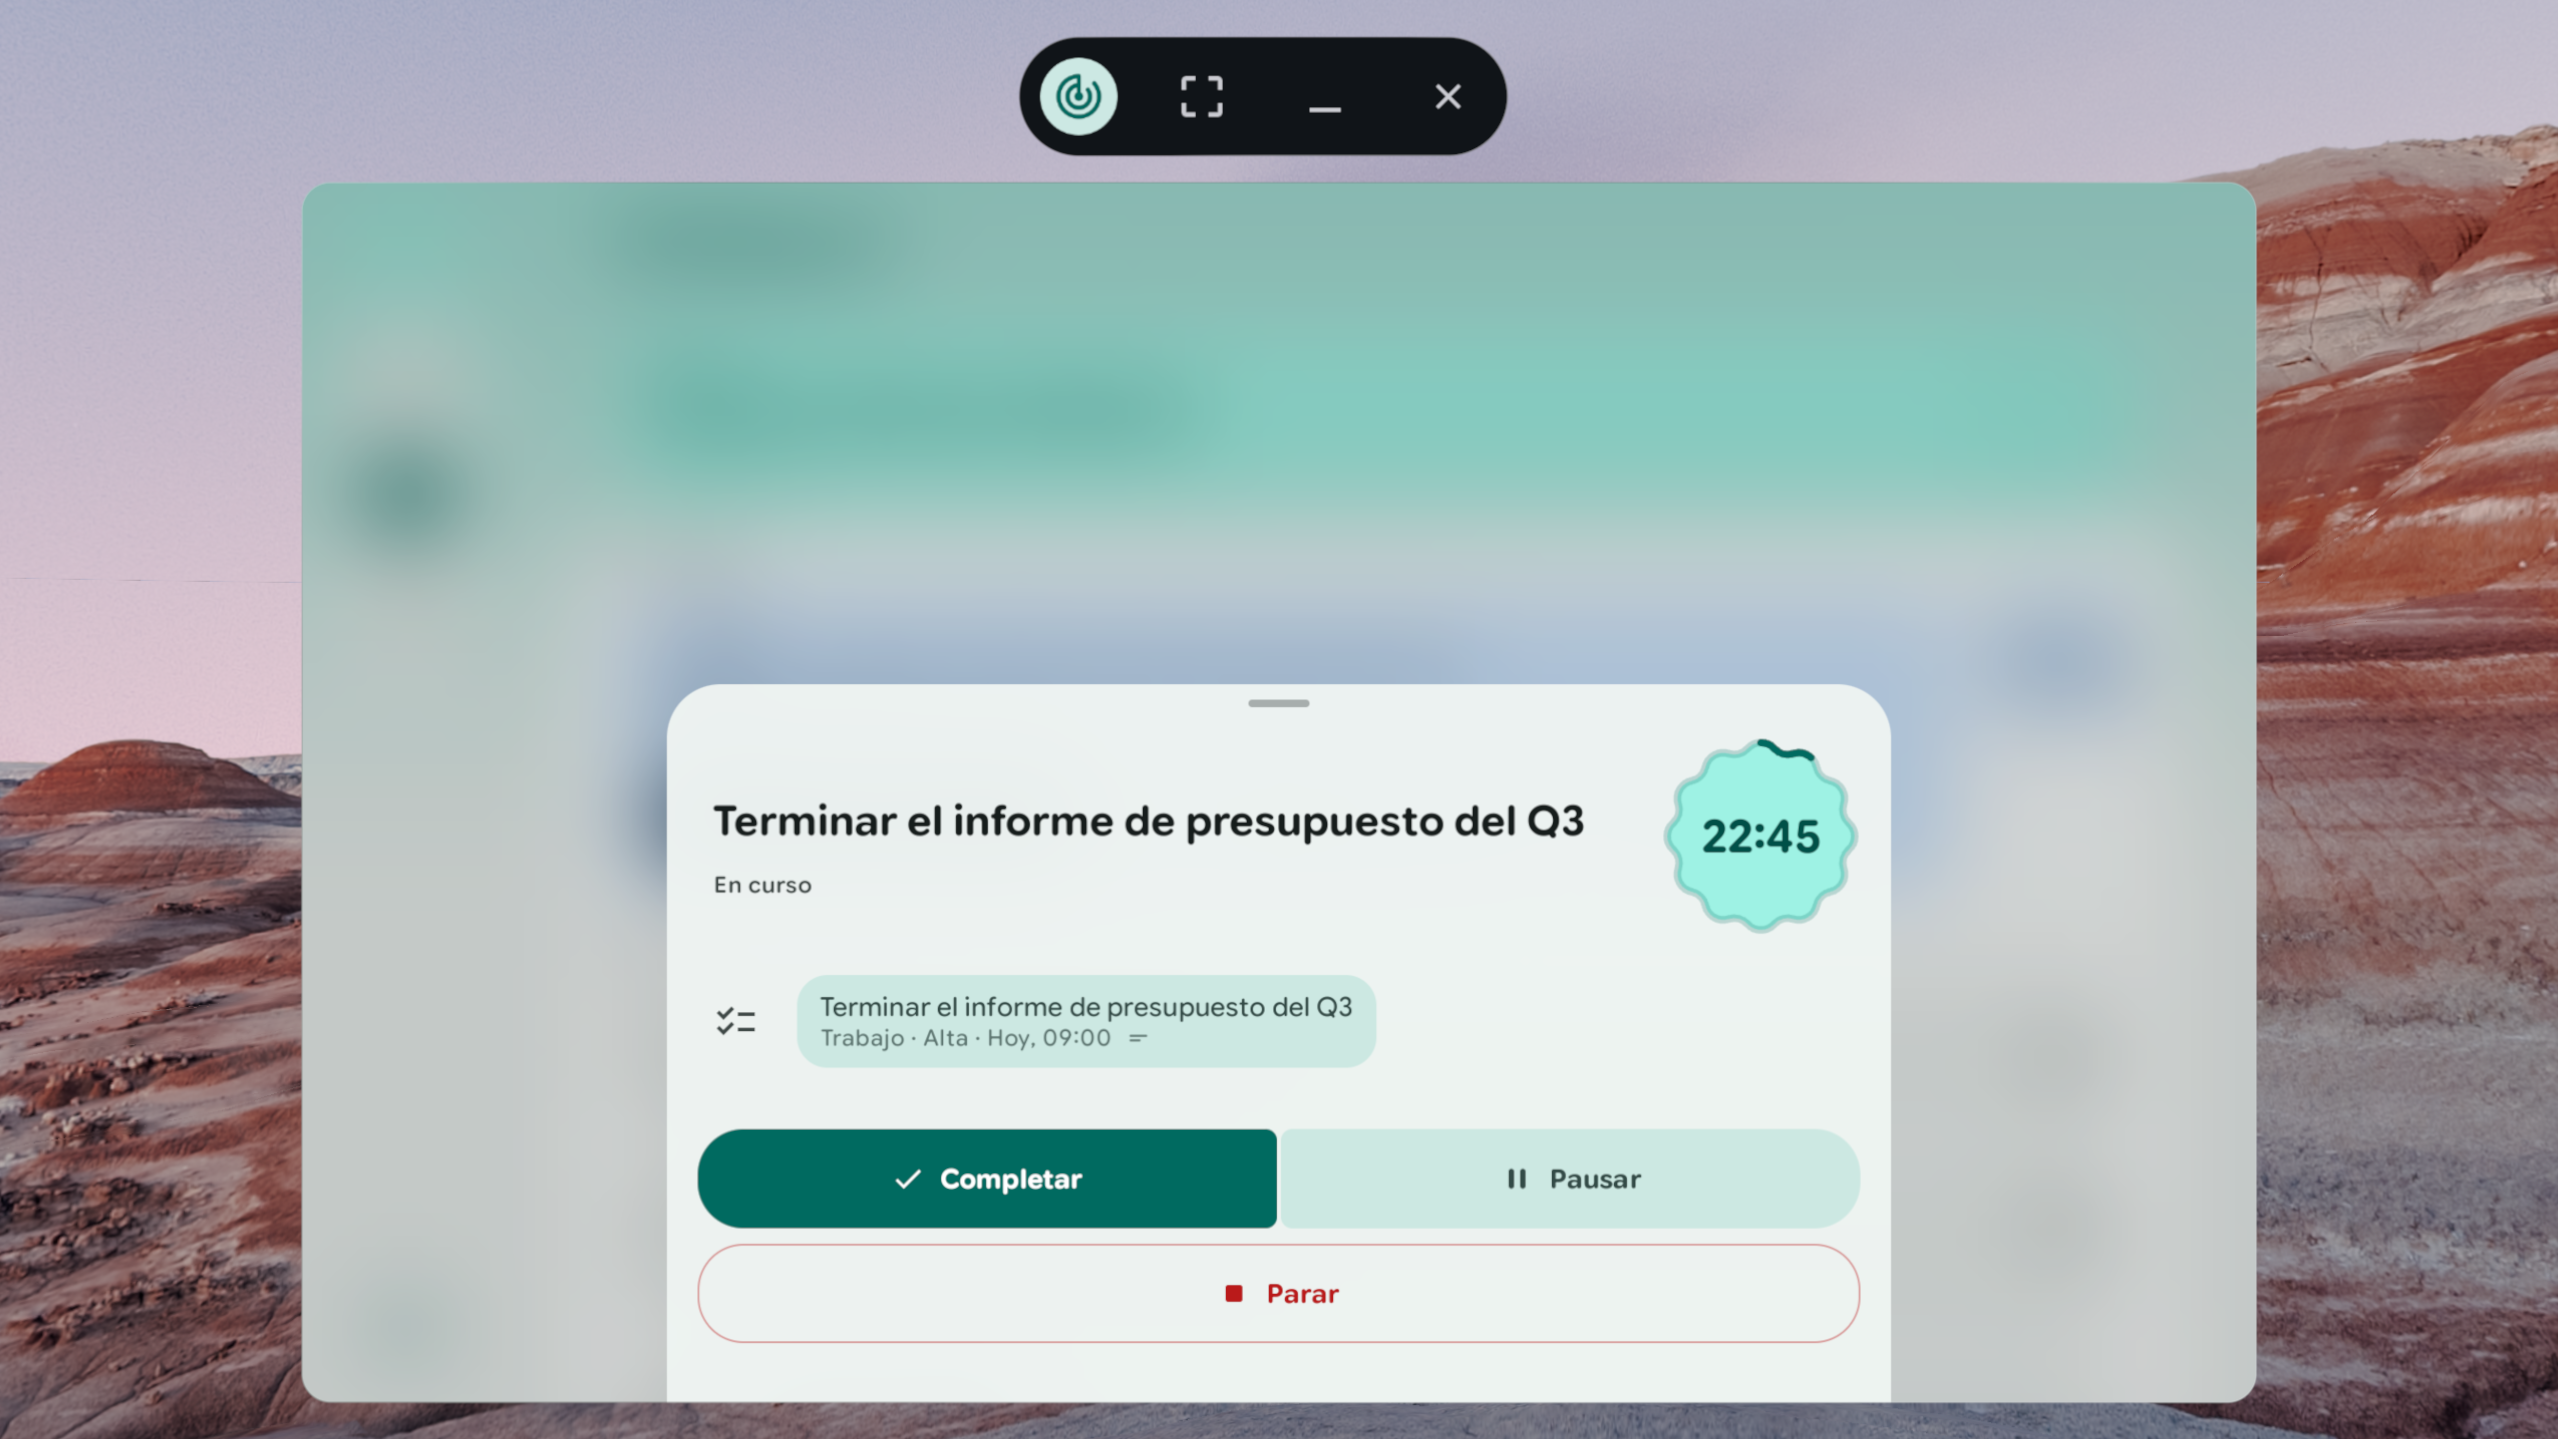 Terminar el informe de presupuesto del Q3
22:45
En curso
Terminar el informe de presupuesto del Q3
Trabajo · Alta · Hoy, 09:00
Completar
Pausar
Parar